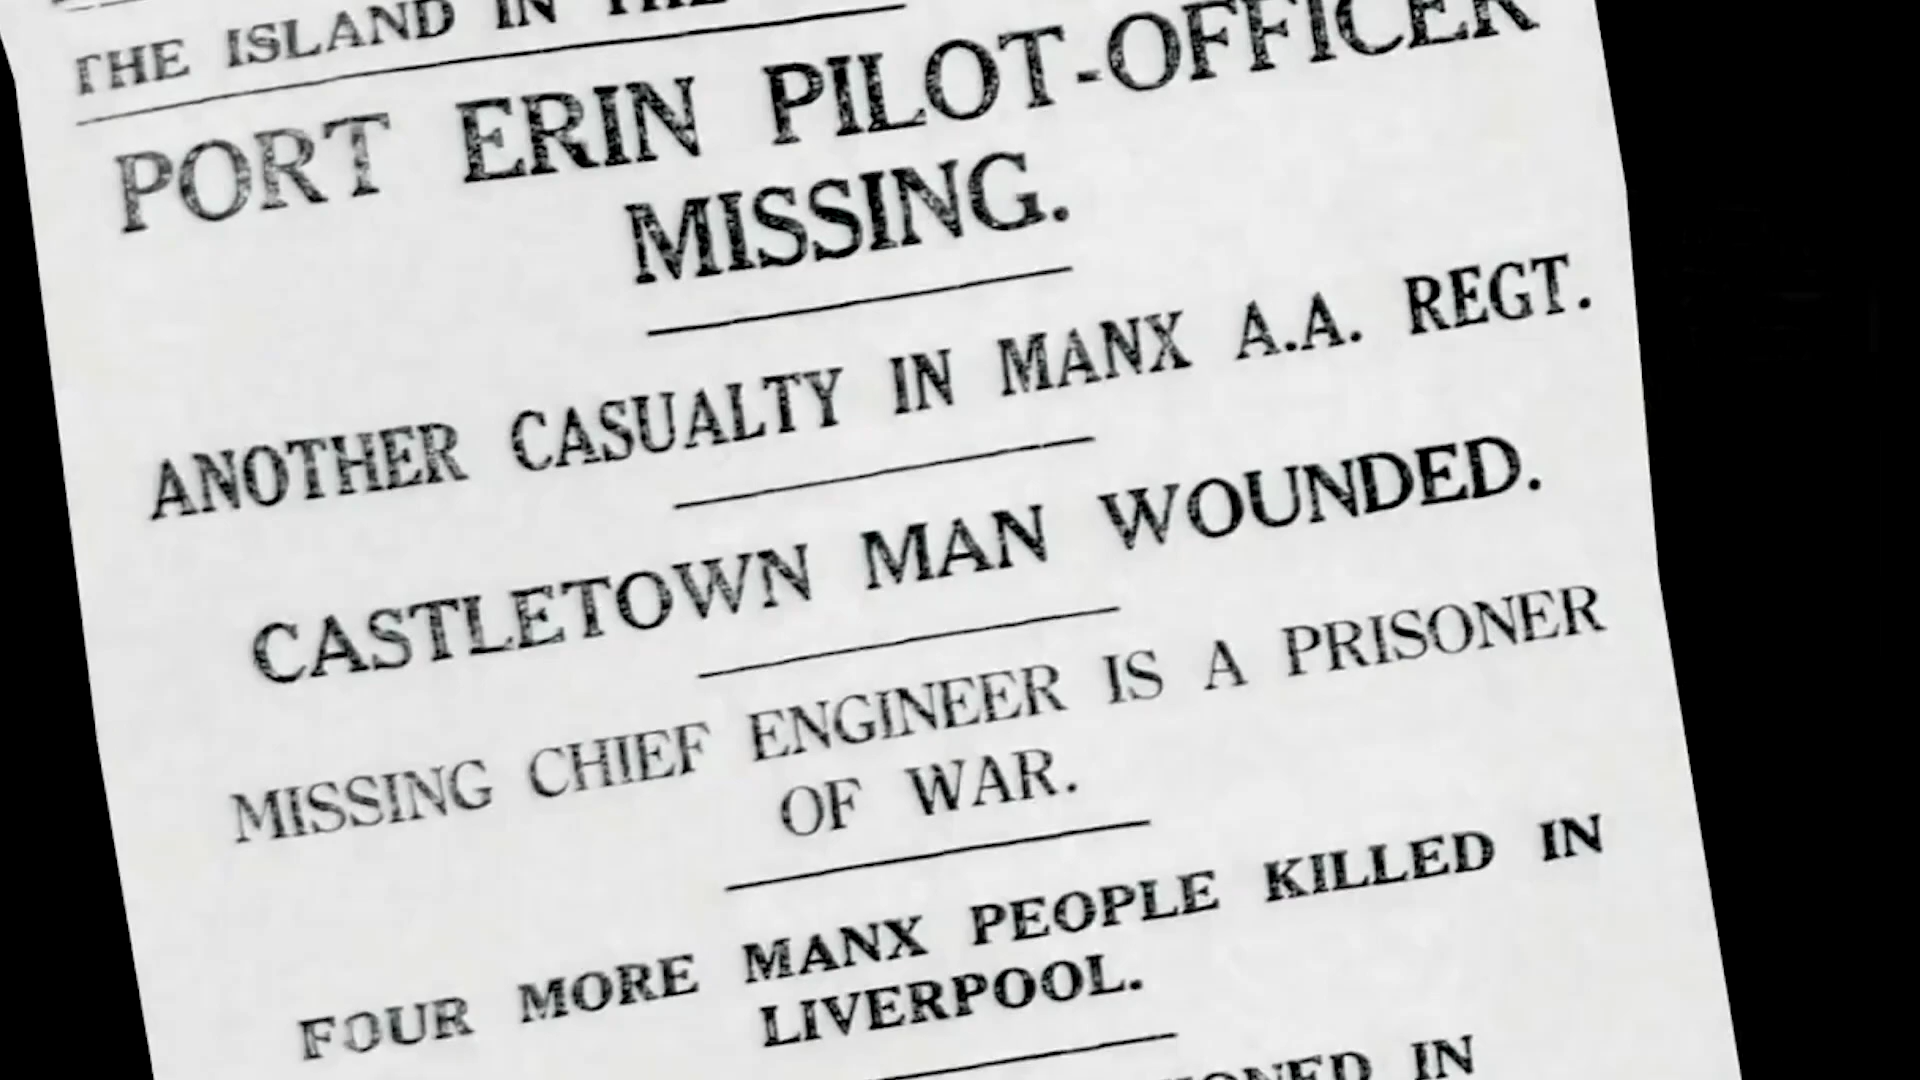 THE ISLAND IN THE
PORT ERIN PILOT-OFFICER
MISSING.
ANOTHER CASUALTY IN MANX A.A. REGT.
CASTLETOWN MAN WOUNDED.
MISSING CHIEF ENGINEER IS A PRISONER
OF WAR.
FOUR MORE MANX PEOPLE KILLED IN
LIVERPOOL.
IN